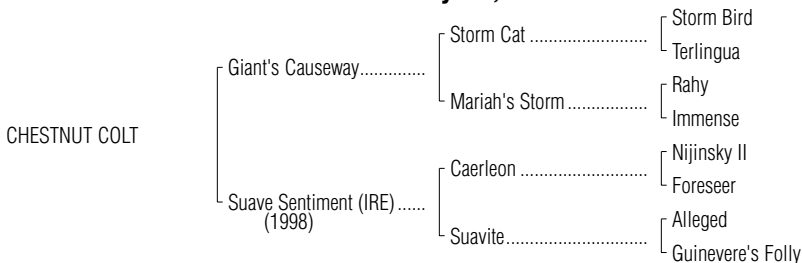 Storm Bird
Storm Cat ........................
Terlingua
Giant's Causeway..............
Rahy
Mariah's Storm .................
Immense
CHESTNUT COLT
Nijinsky II
Caerleon ..........................
Foreseer
Suave Sentiment (IRE) ......
(1998)
Alleged
Suavite.............................
Guinevere's Folly